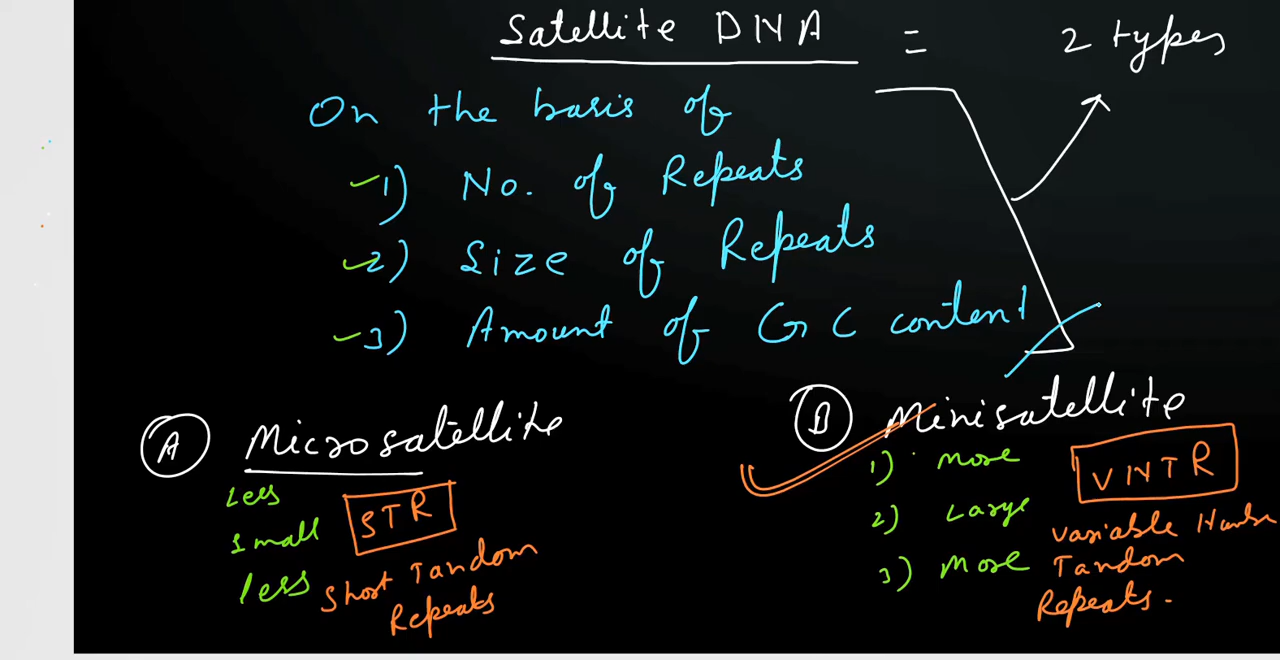 Satellite DNA = 2 types
On the basis of
1) No. of Repeats
2) Size of Repeats
3) Amount of GC content
A Microsatellite
Less
Small
less
STR
Short Tandom
Repeats
B Minisatellite
1) More
2) Large
3) More
VNTR
Variable
Tandom
Repeats.